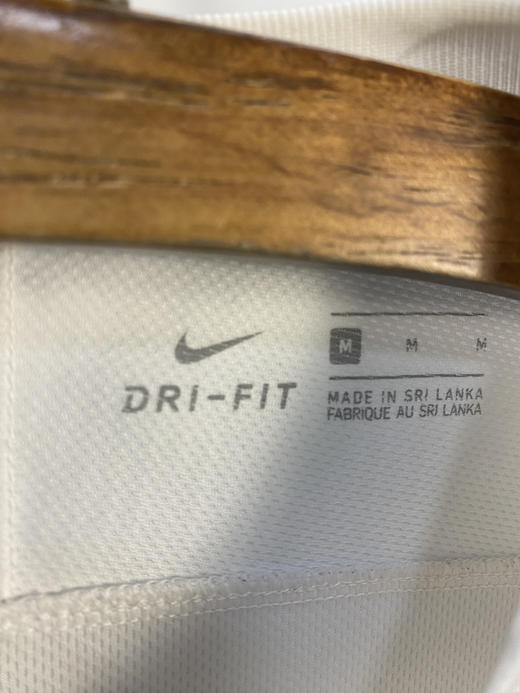 M M M
DRI-FIT
MADE IN SRI LANKA
FABRIQUE AU SRI LANKA